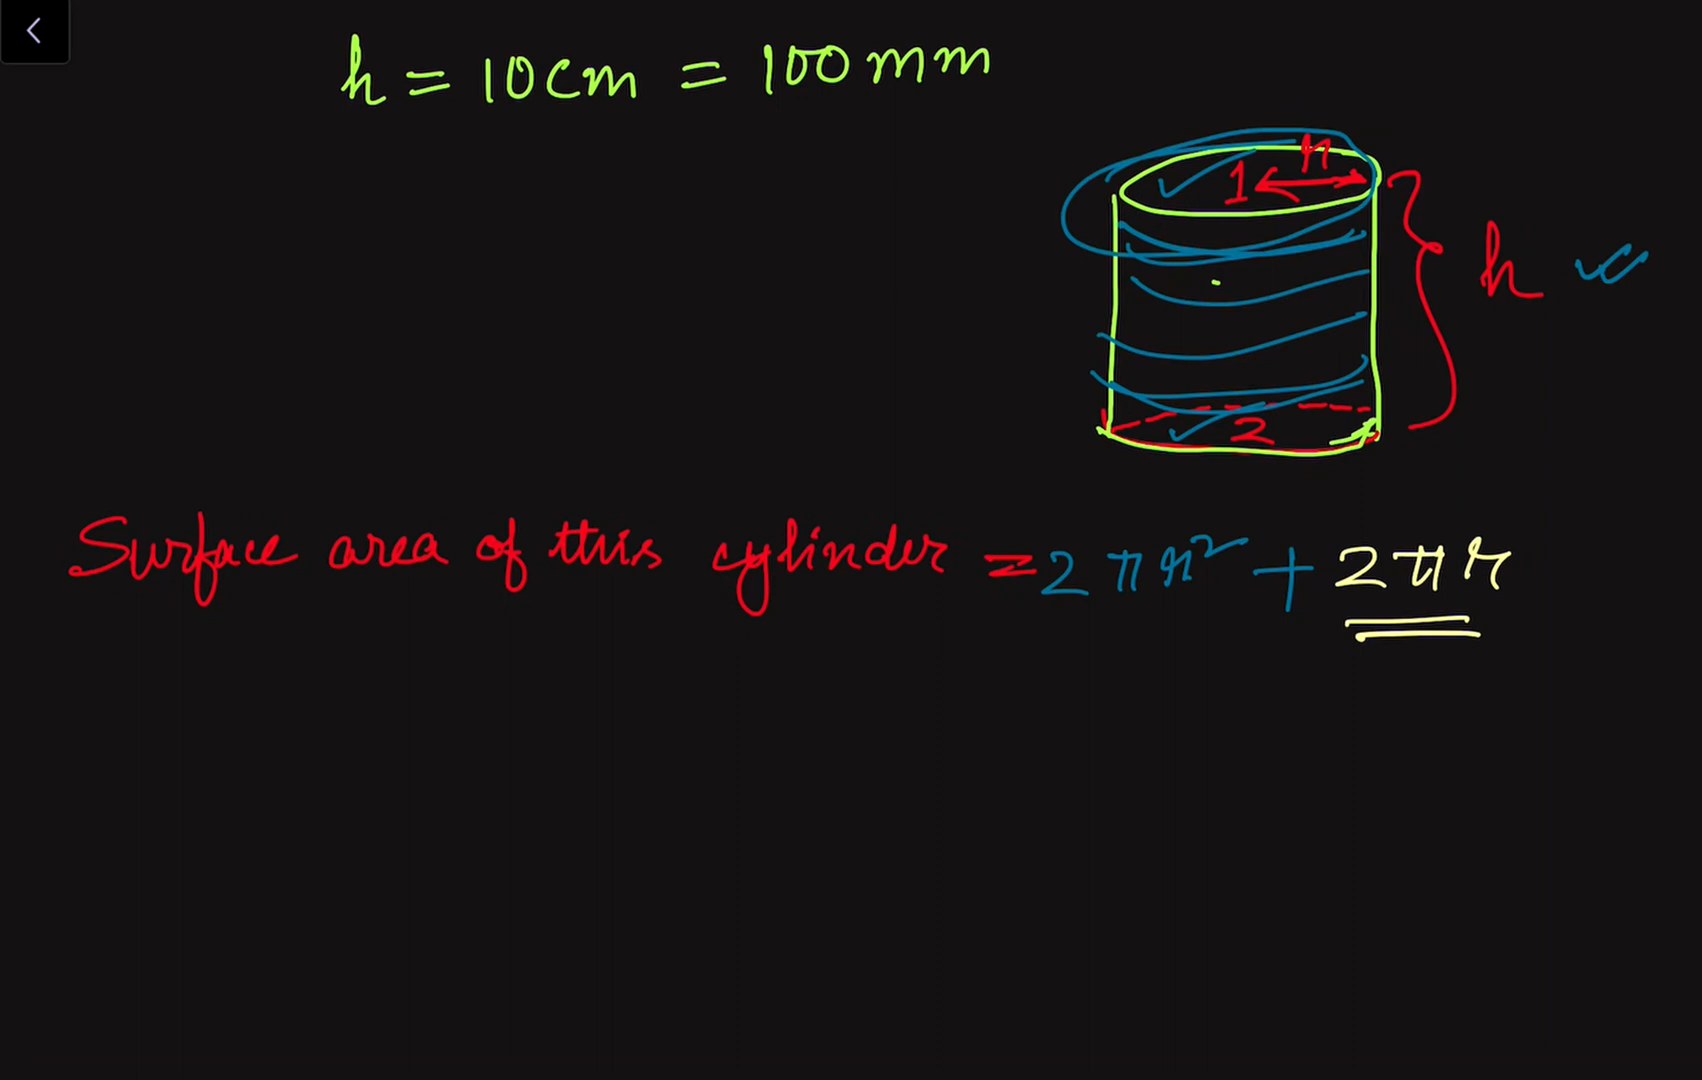 h = 10cm = 100mm
r
1
h
2
Surface area of this cylinder = 2πr² + 2πr